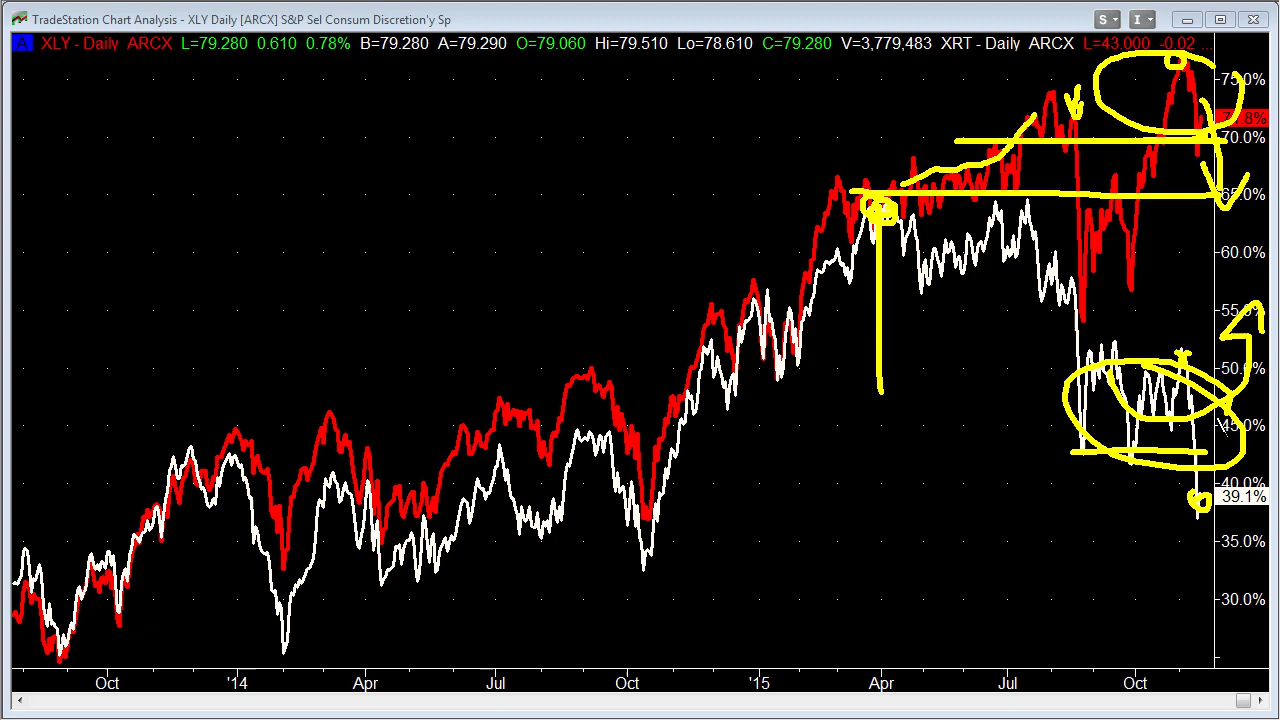 TradeStation Chart Analysis - XLY Daily [ARCX] S&P Sel Consum Discretion'y Sp
S I
A XLY - Daily ARCX L=79.280 0.610 0.78% B=79.280 A=79.290 O=79.060 Hi=79.510 Lo=78.610 C=79.280 V=3,779,483 XRT - Daily ARCX L=43.000 -0.02 ...
75.0%
70.0%
65.0%
60.0%
55.0%
50.0%
45.0%
40.0%
39.1%
35.0%
30.0%
Oct '14 Apr Jul Oct '15 Apr Jul Oct